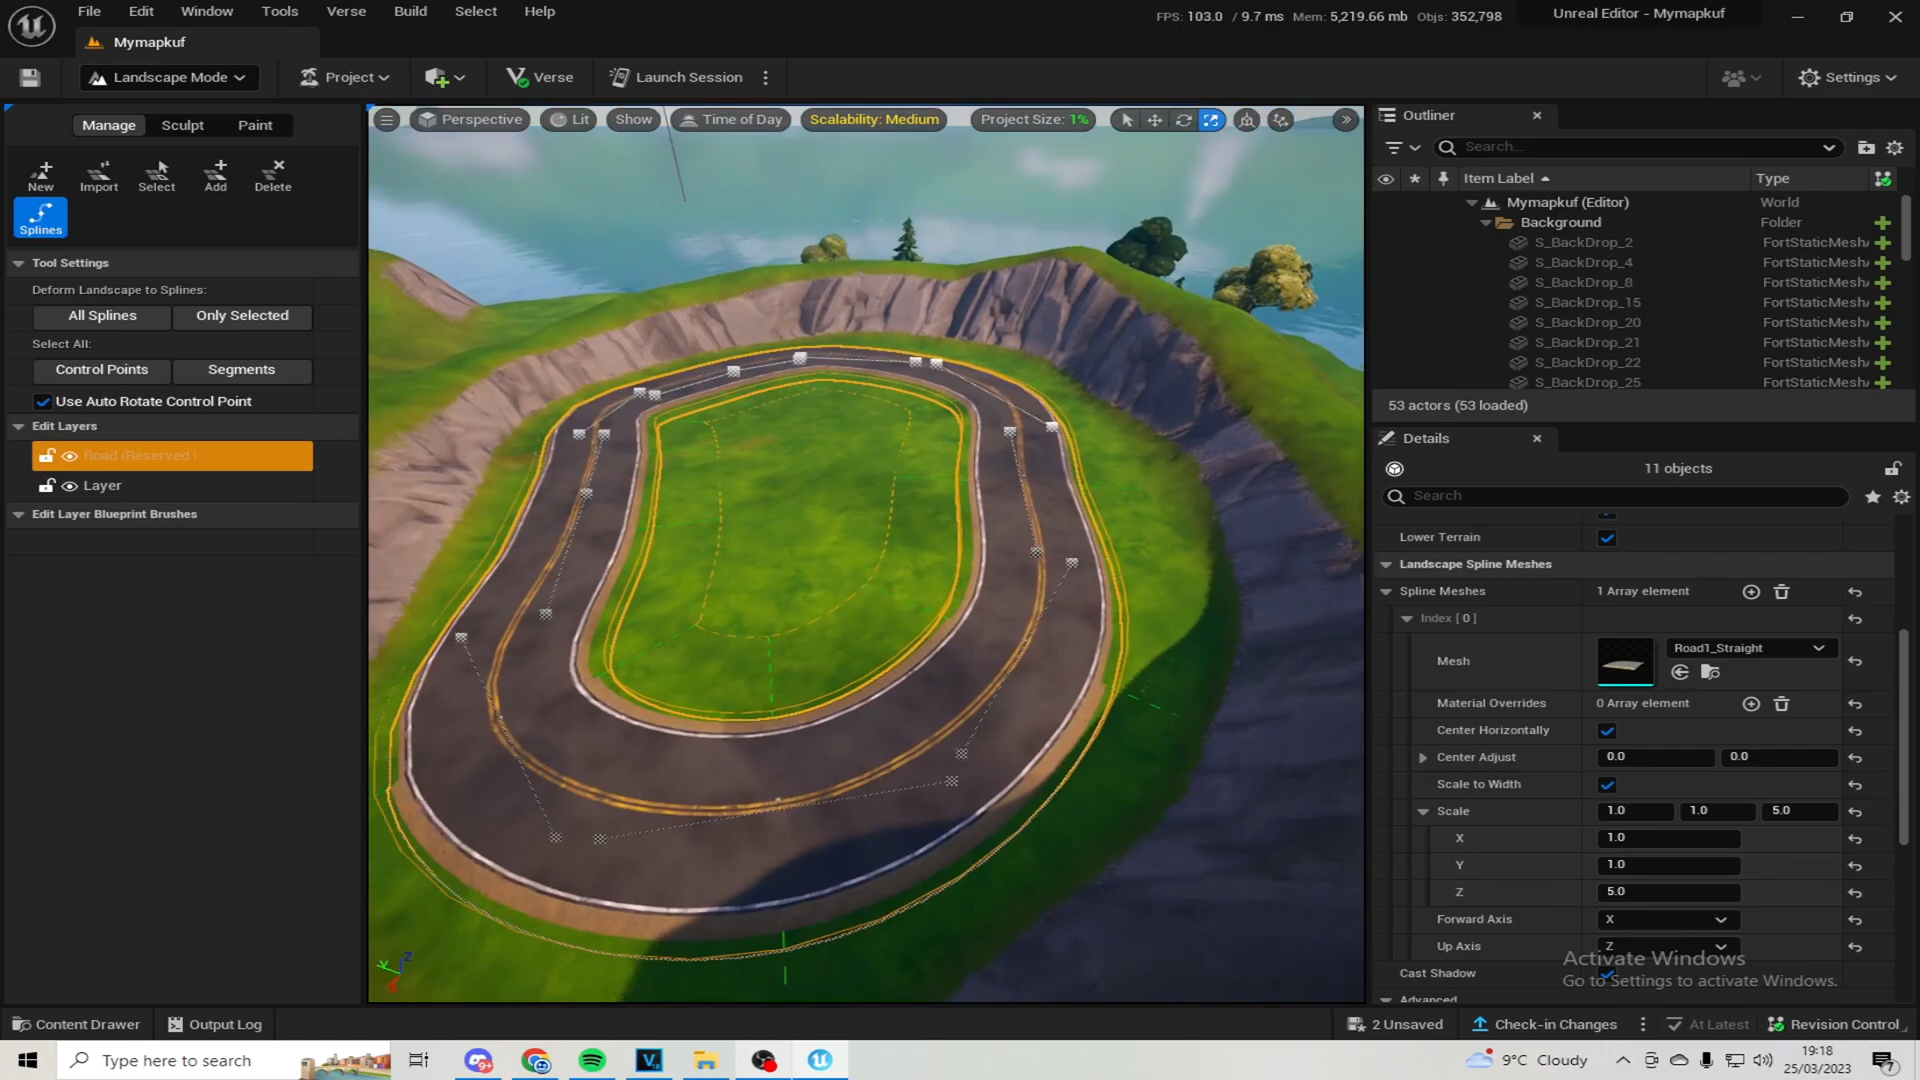 File Edit Window Tools Verse Build Select Help
FPS: 103.0 / 9.7 ms Mem: 5,219.66 mb Objs: 352,798
Unreal Editor - Mymapkuf
Mymapkuf
Landscape Mode
Project
Verse
Launch Session
Settings
Manage Sculpt Paint
New Import Select Add Delete
Splines
Tool Settings
Deform Landscape to Splines:
All Splines Only Selected
Select All:
Control Points Segments
Use Auto Rotate Control Point
Edit Layers
Road (Reserved
Layer
Edit Layer Blueprint Brushes
Perspective Lit Show Time of Day Scalability: Medium Project Size: 1%
Outliner
Search...
Item Label Type
Mymapkuf (Editor) World
Background Folder
S_BackDrop_2 FortStaticMesh
S_BackDrop_4 FortStaticMesh
S_BackDrop_8 FortStaticMesh
S_BackDrop_15 FortStaticMesh
S_BackDrop_20 FortStaticMesh
S_BackDrop_21 FortStaticMesh
S_BackDrop_22 FortStaticMesh
S_BackDrop_25 FortStaticMesh
53 actors (53 loaded)
Details
11 objects
Search
Lower Terrain
Landscape Spline Meshes
Spline Meshes 1 Array element
Index [ 0 ]
Mesh Road1_Straight
Material Overrides 0 Array element
Center Horizontally
Center Adjust 0.0 0.0
Scale to Width
Scale 1.0 1.0 5.0
X 1.0
Y 1.0
Z 5.0
Forward Axis X
Up Axis Z
Cast Shadow
Advanced
Activate Windows
Go to Settings to activate Windows.
Z
Y
X
Content Drawer Output Log
2 Unsaved Check-in Changes At Latest Revision Control
Type here to search
9+
9°C Cloudy
19:18
25/03/2023
7